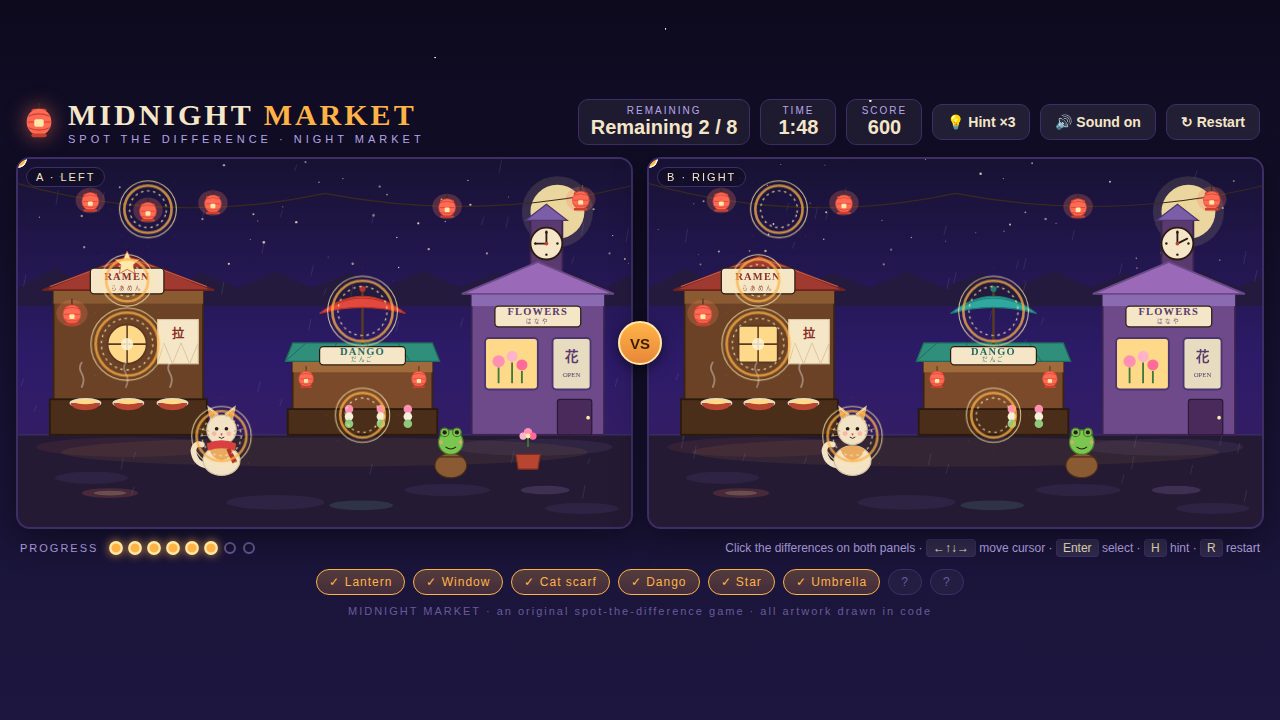 MIDNIGHT MARKET
SPOT THE DIFFERENCE · NIGHT MARKET
REMAINING
Remaining 2 / 8
TIME
1:48
SCORE
600
💡 Hint ×3
🔊 Sound on
↻ Restart
A · LEFT
RAMEN
らあめん
拉
DANGO
だんご
FLOWERS
はなや
花
OPEN
VS
B · RIGHT
RAMEN
らあめん
拉
DANGO
だんご
FLOWERS
はなや
花
OPEN
PROGRESS
Click the differences on both panels · ←↑↓→ move cursor · Enter select · H hint · R restart
✓ Lantern
✓ Window
✓ Cat scarf
✓ Dango
✓ Star
✓ Umbrella
?
?
MIDNIGHT MARKET · an original spot-the-difference game · all artwork drawn in code